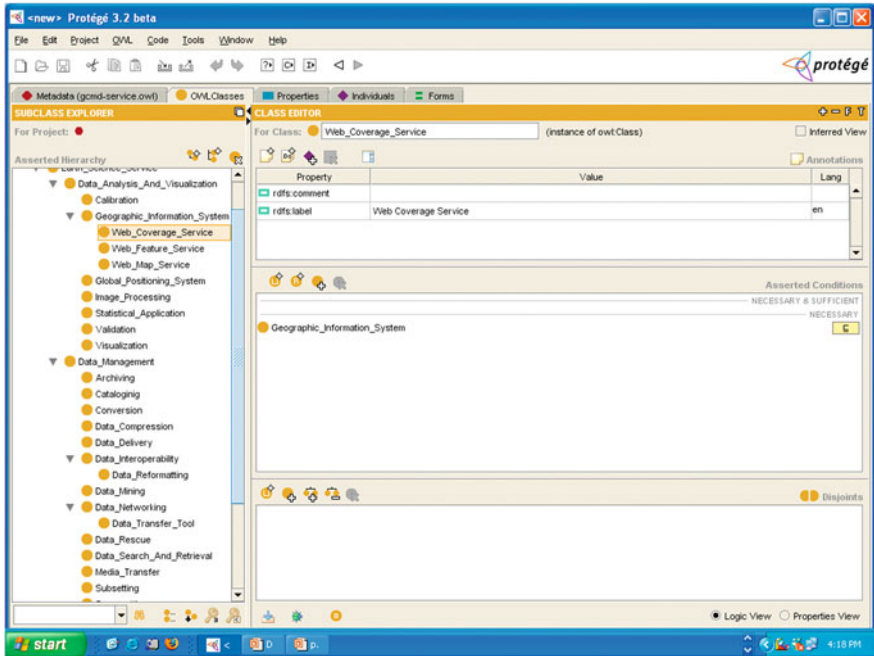 <new> Protégé 3.2 beta
File Edit Project OWL Code Tools Window Help
protégé
Metadata (gcmd-service.owl) OWLClasses Properties Individuals Forms
SUBCLASS EXPLORER
CLASS EDITOR
For Project:
For Class: Web_Coverage_Service (instance of owl:Class) Inferred View
Asserted Hierarchy
Annotations
Property Value Lang
rdfs:comment
rdfs:label Web Coverage Service en
Earth_Science_Service
Data_Analysis_And_Visualization
Calibration
Geographic_Information_System
Web_Coverage_Service
Web_Feature_Service
Web_Map_Service
Global_Positioning_System
Image_Processing
Statistical_Application
Validation
Visualization
Data_Management
Archiving
Cataloginig
Conversion
Data_Compression
Data_Delivery
Data_Interoperability
Data_Reformatting
Data_Mining
Data_Networking
Data_Transfer_Tool
Data_Rescue
Data_Search_And_Retrieval
Media_Transfer
Subsetting
Asserted Conditions
NECESSARY & SUFFICIENT
NECESSARY
Geographic_Information_System
Disjoints
Logic View Properties View
start < D p. 4:18 PM